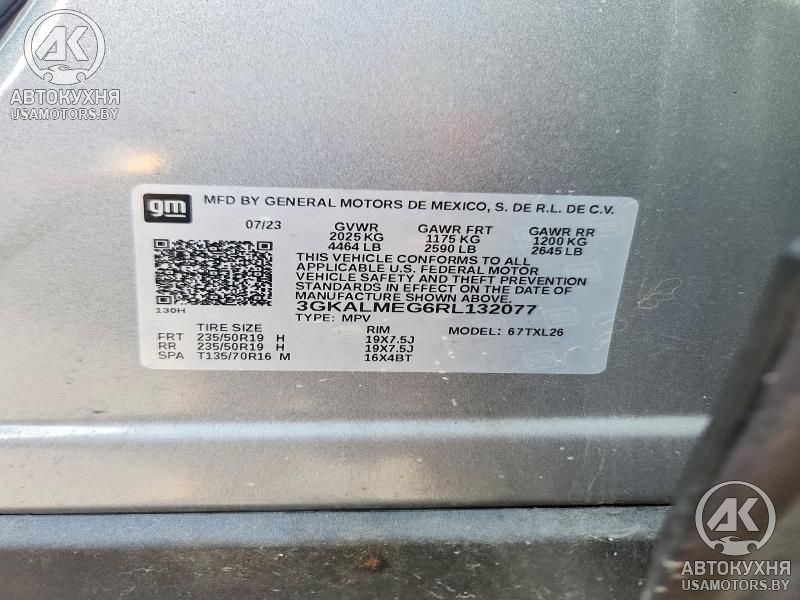 AK
АВТОКУХНЯ
USAMOTORS.BY
gm MFD BY GENERAL MOTORS DE MEXICO, S. DE R.L. DE C.V.
07/23 GVWR GAWR FRT GAWR RR
2025 KG 1175 KG 1200 KG
4464 LB 2590 LB 2645 LB
THIS VEHICLE CONFORMS TO ALL
APPLICABLE U.S. FEDERAL MOTOR
VEHICLE SAFETY AND THEFT PREVENTION
STANDARDS IN EFFECT ON THE DATE OF
MANUFACTURE SHOWN ABOVE.
130H 3GKALMEG6RL132077
TYPE: MPV MODEL: 67TXL26
TIRE SIZE RIM
FRT 235/50R19 H 19X7.5J
RR 235/50R19 H 19X7.5J
SPA T135/70R16 M 16X4BT
AK
АВТОКУХНЯ
USAMOTORS.BY